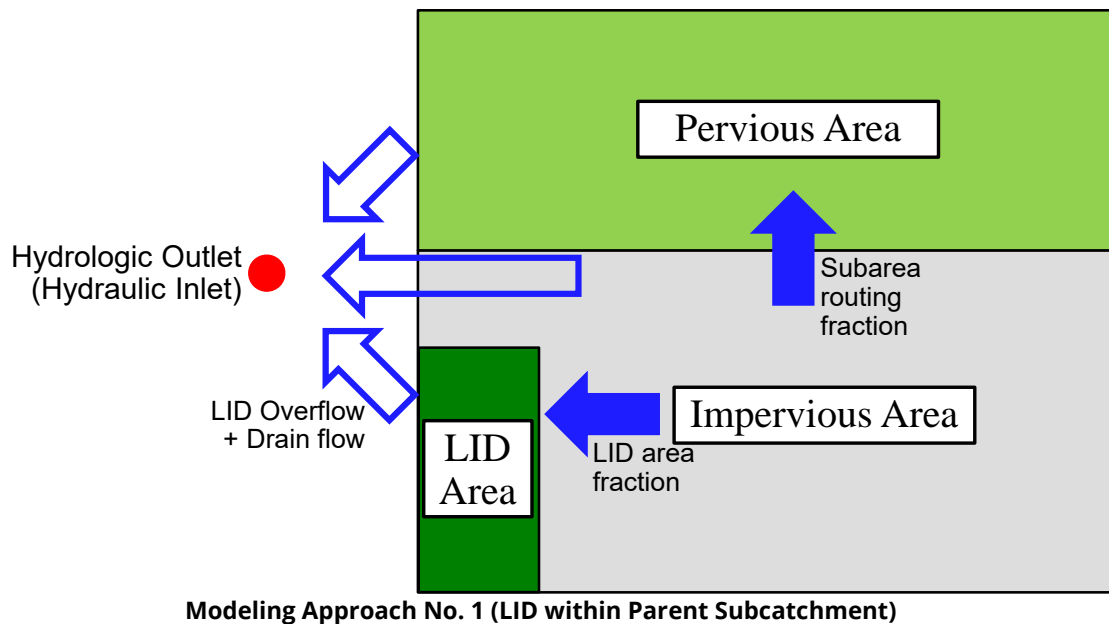 Pervious Area
Hydrologic Outlet
(Hydraulic Inlet)
Subarea
routing
fraction
LID Overflow
+ Drain flow
LID
Area
LID area
fraction
Impervious Area
Modeling Approach No. 1 (LID within Parent Subcatchment)